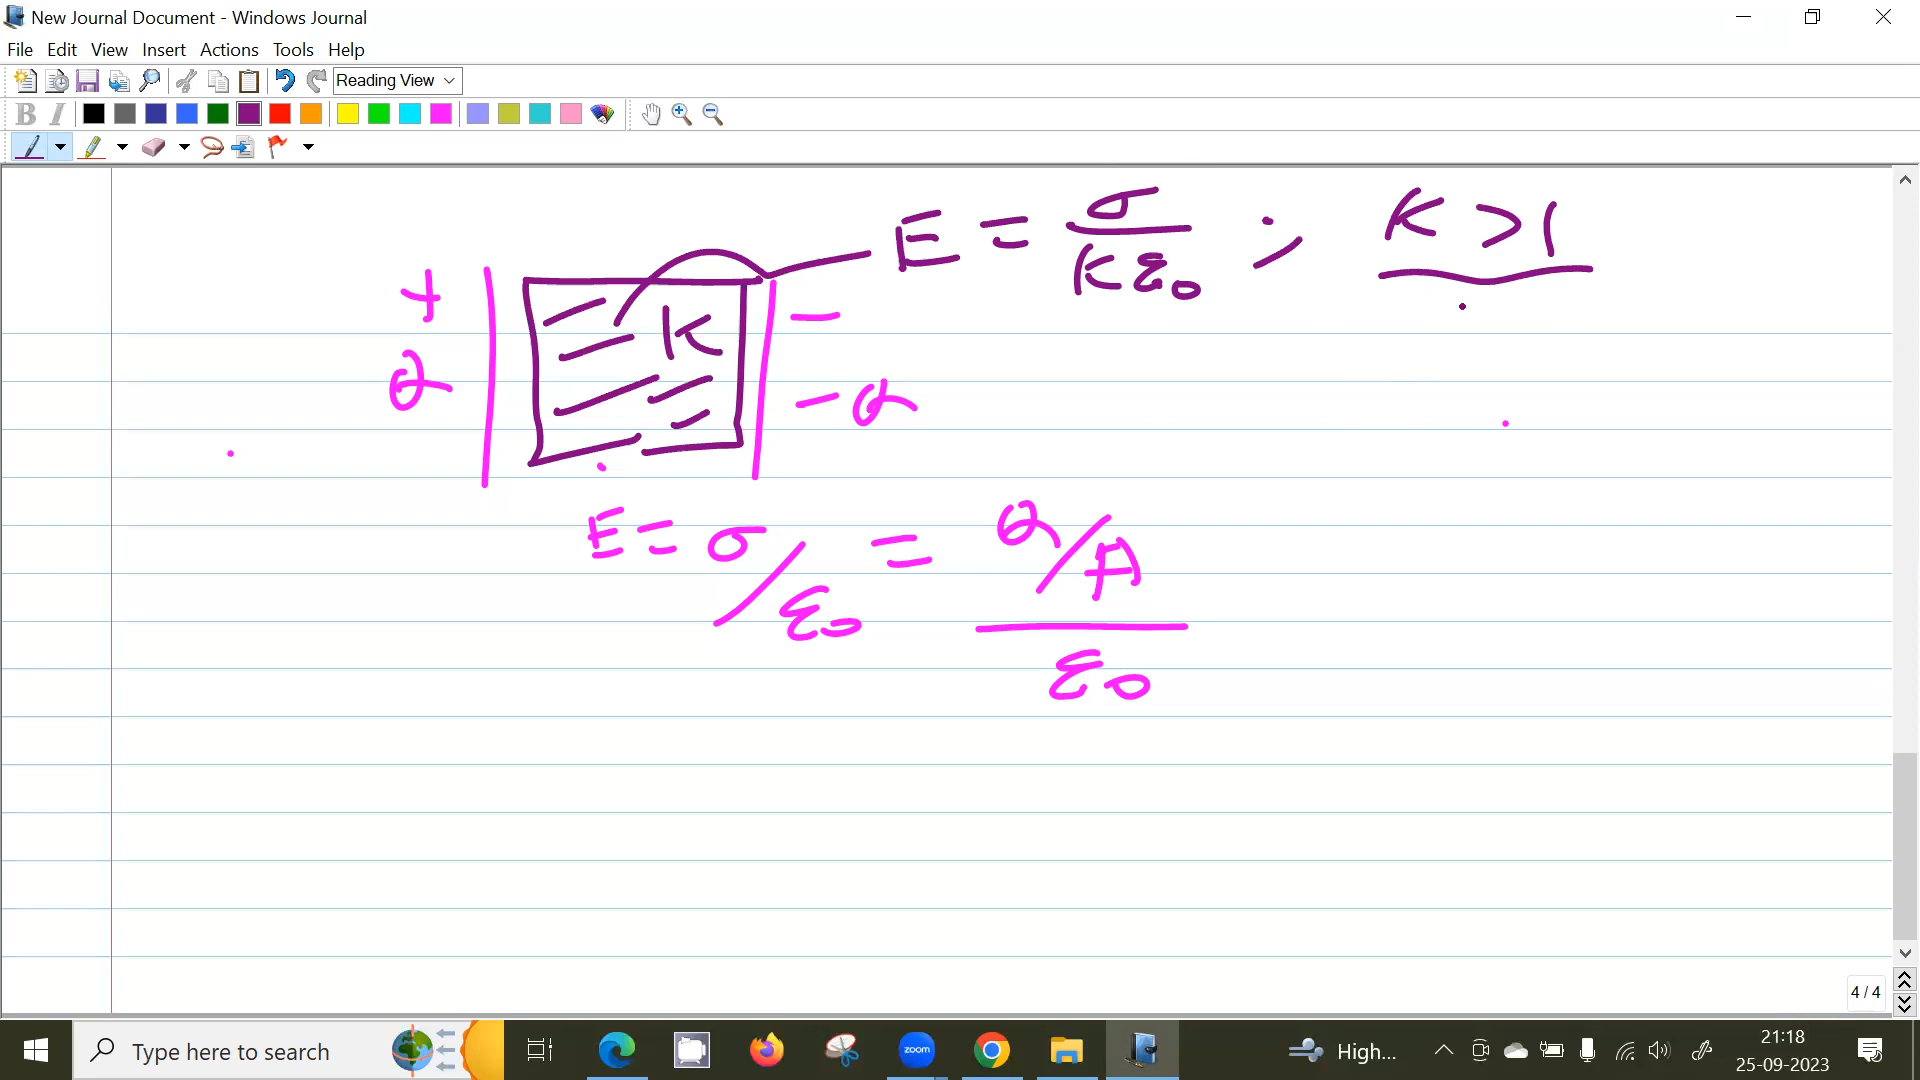 New Journal Document - Windows Journal
File Edit View Insert Actions Tools Help
Reading View
B I
E = σ / Kε₀ ; K > 1
+ K −
Q − Q
E = σ/ε₀ = Q/A / ε₀
4 / 4
Type here to search
zoom
High...
21:18
25-09-2023